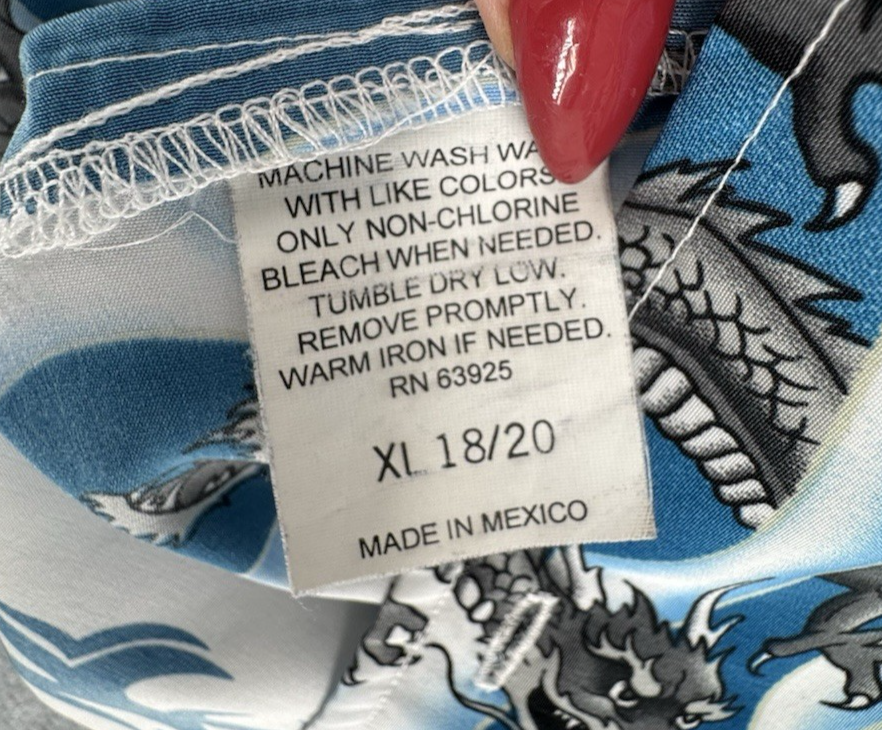 MACHINE WASH
WITH LIKE COLORS
ONLY NON-CHLORINE
BLEACH WHEN NEEDED.
TUMBLE DRY LOW.
REMOVE PROMPTLY.
WARM IRON IF NEEDED.
RN 63925
XL 18/20
MADE IN MEXICO